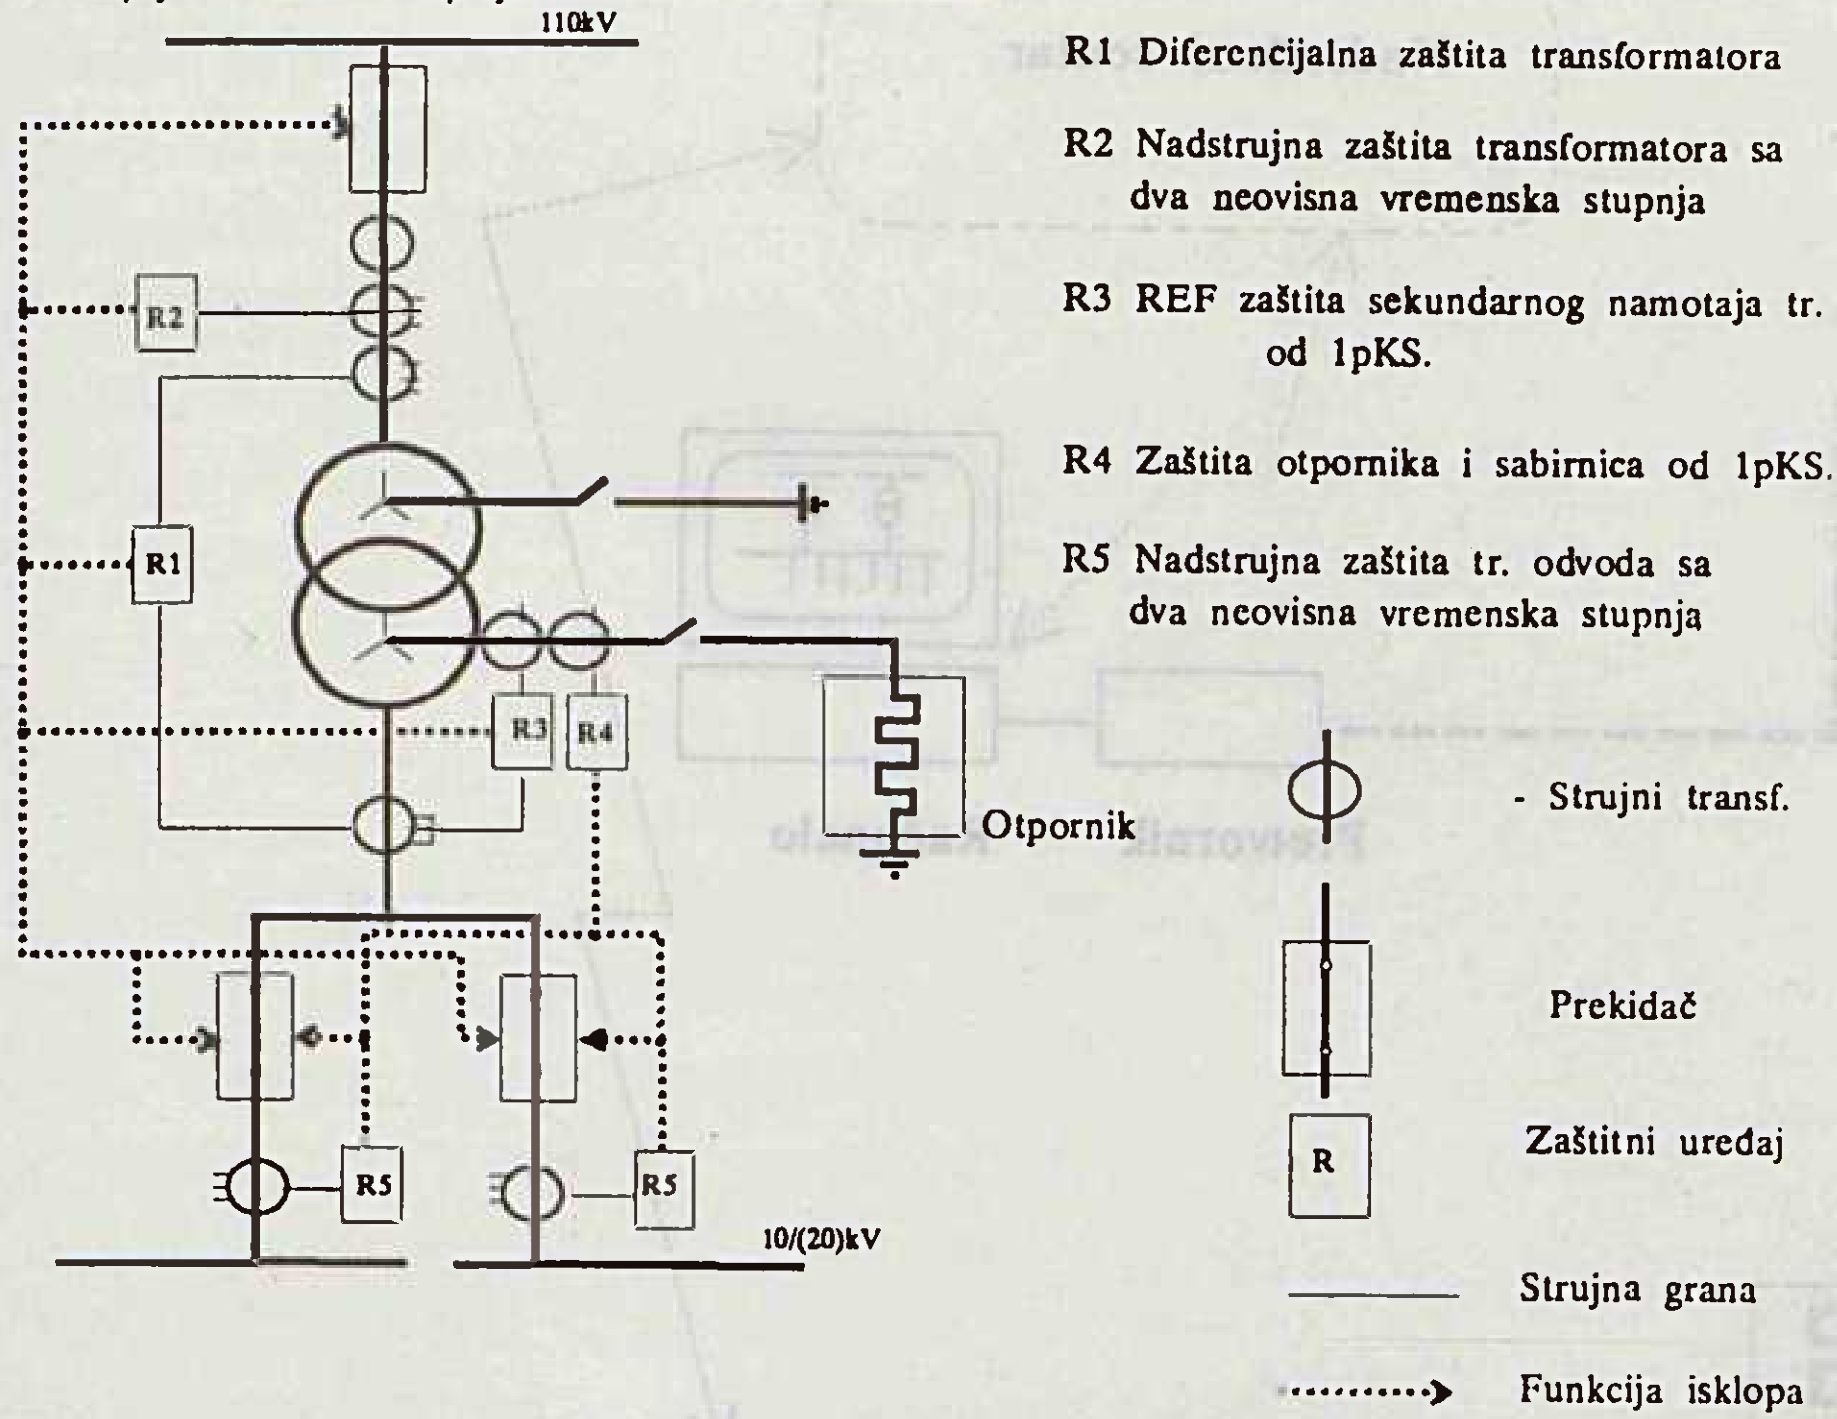 110kV
R1 Diferencijalna zaštita transformatora
R2 Nadstrujna zaštita transformatora sa
dva neovisna vremenska stupnja
R3 REF zaštita sekundarnog namotaja tr.
od 1pKS.
R4 Zaštita otpornika i sabirnica od 1pKS.
R5 Nadstrujna zaštita tr. odvoda sa
dva neovisna vremenska stupnja
R2
R1
R3
R4
Otpornik
R5
R5
10/(20)kV
- Strujni transf.
Prekidač
R
Zaštitni uredaj
Strujna grana
Funkcija isklopa